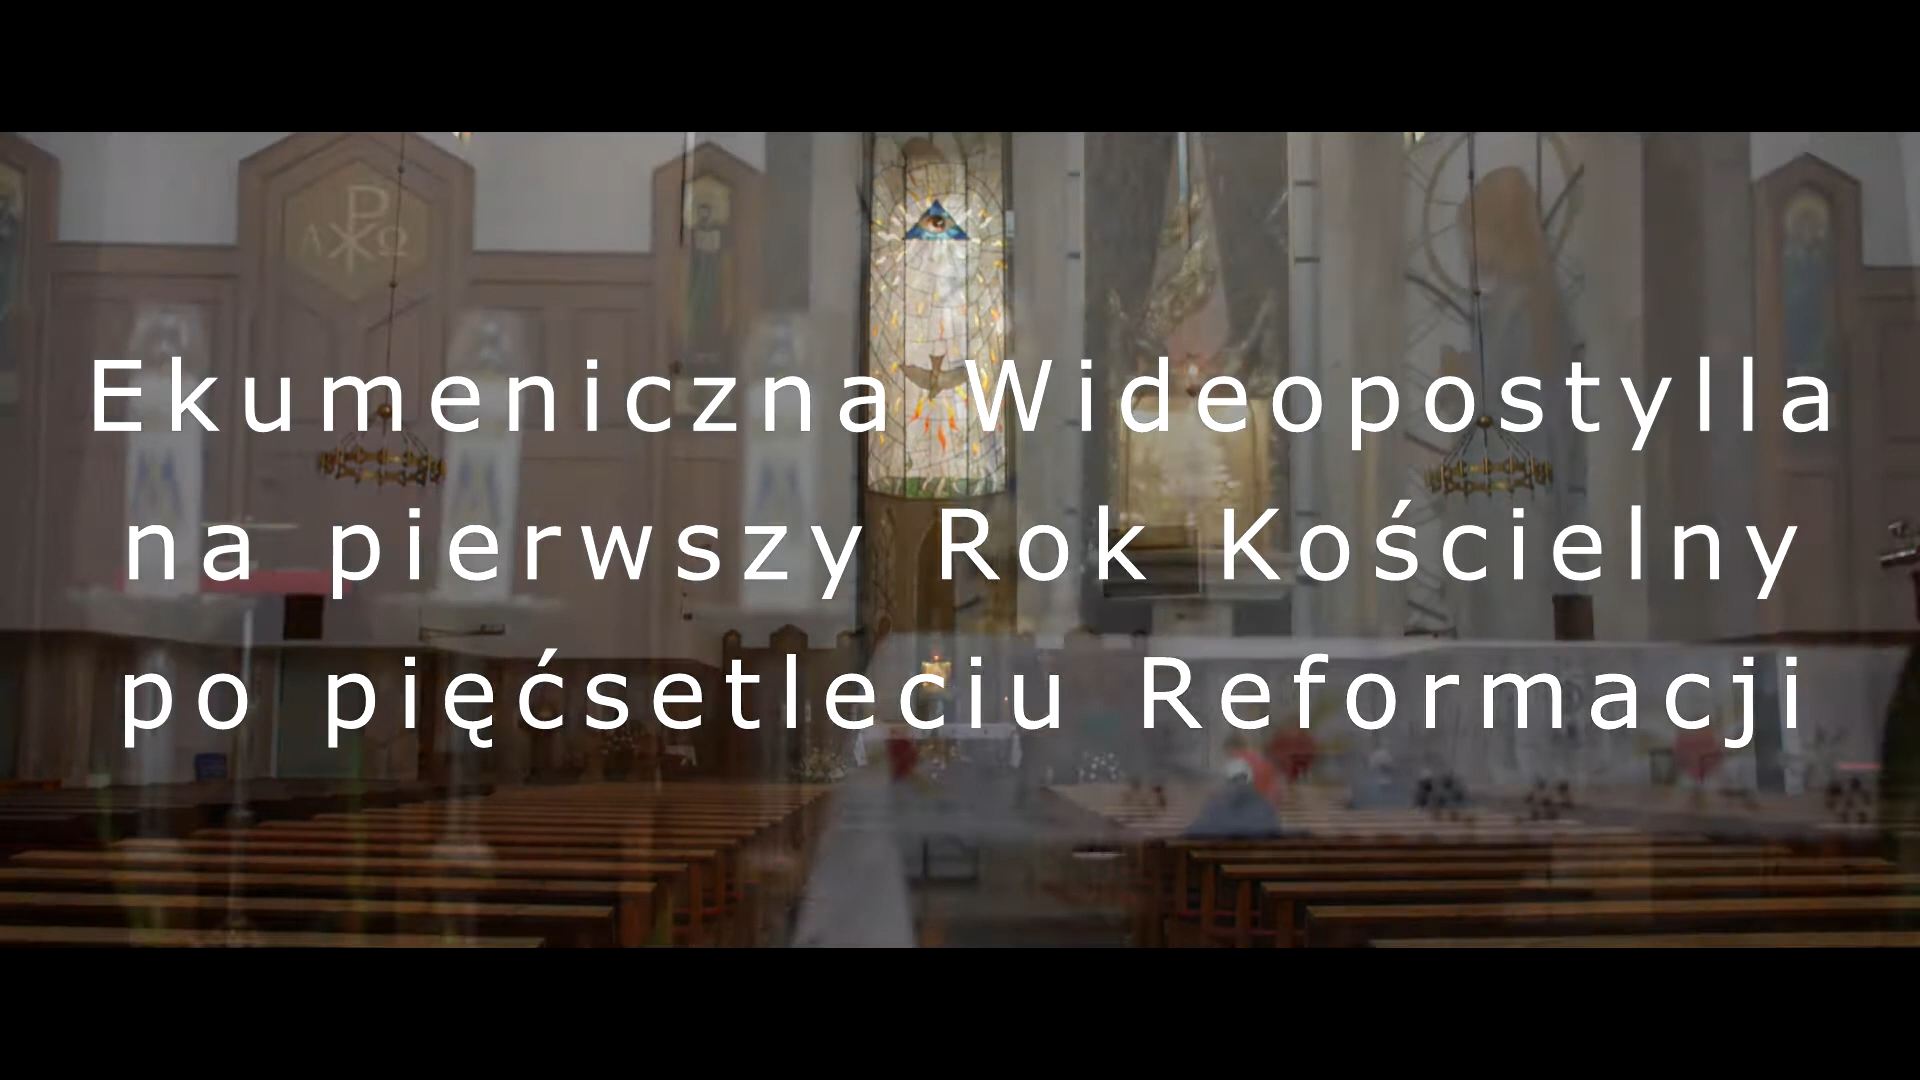 Ekumeniczna Wideopostylla
na pierwszy Rok Kościelny
po pięćsetleciu Reformacji
Α Ω